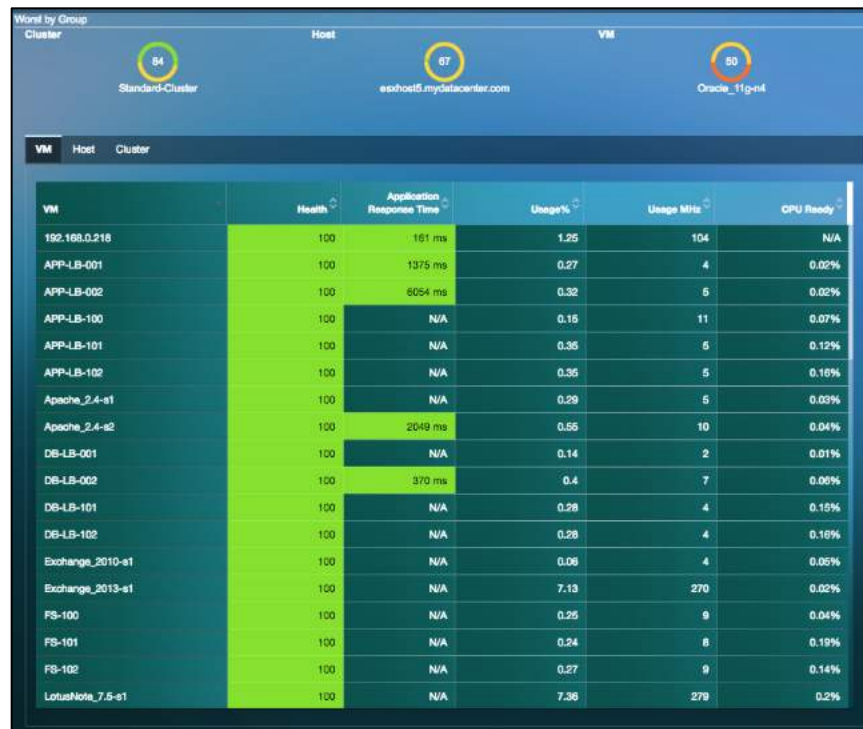 Worst by Group
Cluster Host VM
84 67 50
Standard-Cluster esxhost5.mydatacenter.com Oracle_11g-n4
VM Host Cluster
VM Health Application Response Time Usage% Usage MHz CPU Ready
192.168.0.218 100 161 ms 1.25 104 N/A
APP-LB-001 100 1375 ms 0.27 4 0.02%
APP-LB-002 100 6054 ms 0.32 5 0.02%
APP-LB-100 100 N/A 0.15 11 0.07%
APP-LB-101 100 N/A 0.35 5 0.12%
APP-LB-102 100 N/A 0.35 5 0.16%
Apache_2.4-s1 100 N/A 0.29 5 0.03%
Apache_2.4-s2 100 2049 ms 0.55 10 0.04%
DB-LB-001 100 N/A 0.14 2 0.01%
DB-LB-002 100 370 ms 0.4 7 0.06%
DB-LB-101 100 N/A 0.28 4 0.15%
DB-LB-102 100 N/A 0.28 4 0.16%
Exchange_2010-s1 100 N/A 0.06 4 0.05%
Exchange_2013-s1 100 N/A 7.13 270 0.02%
FS-100 100 N/A 0.25 9 0.04%
FS-101 100 N/A 0.24 8 0.19%
FS-102 100 N/A 0.27 9 0.14%
LotusNote_7.5-s1 100 N/A 7.36 279 0.2%